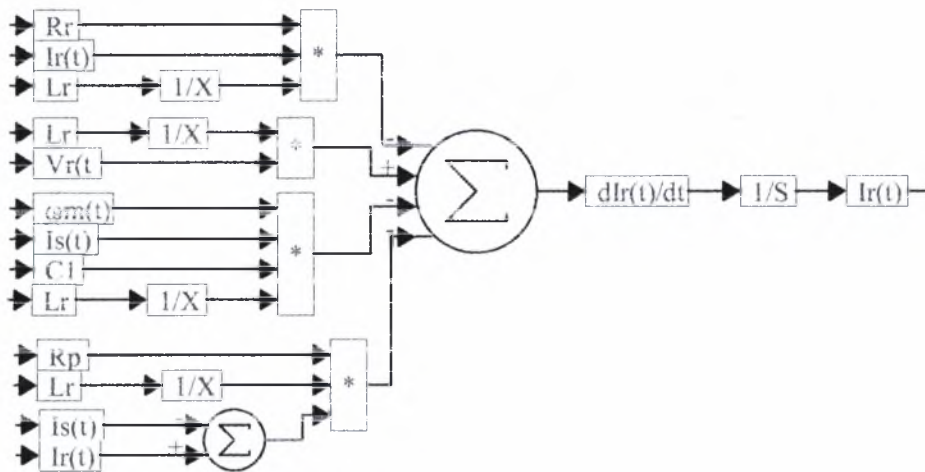 Rr
Ir(t)
*
Lr
1/X
Lr
1/X
*
Vr(t
-
+
-
-
Σ
dIr(t)/dt
1/S
Ir(t)
ωm(t)
Is(t)
*
C1
Lr
1/X
Rp
Lr
1/X
*
Is(t)
-
Σ
Ir(t)
+